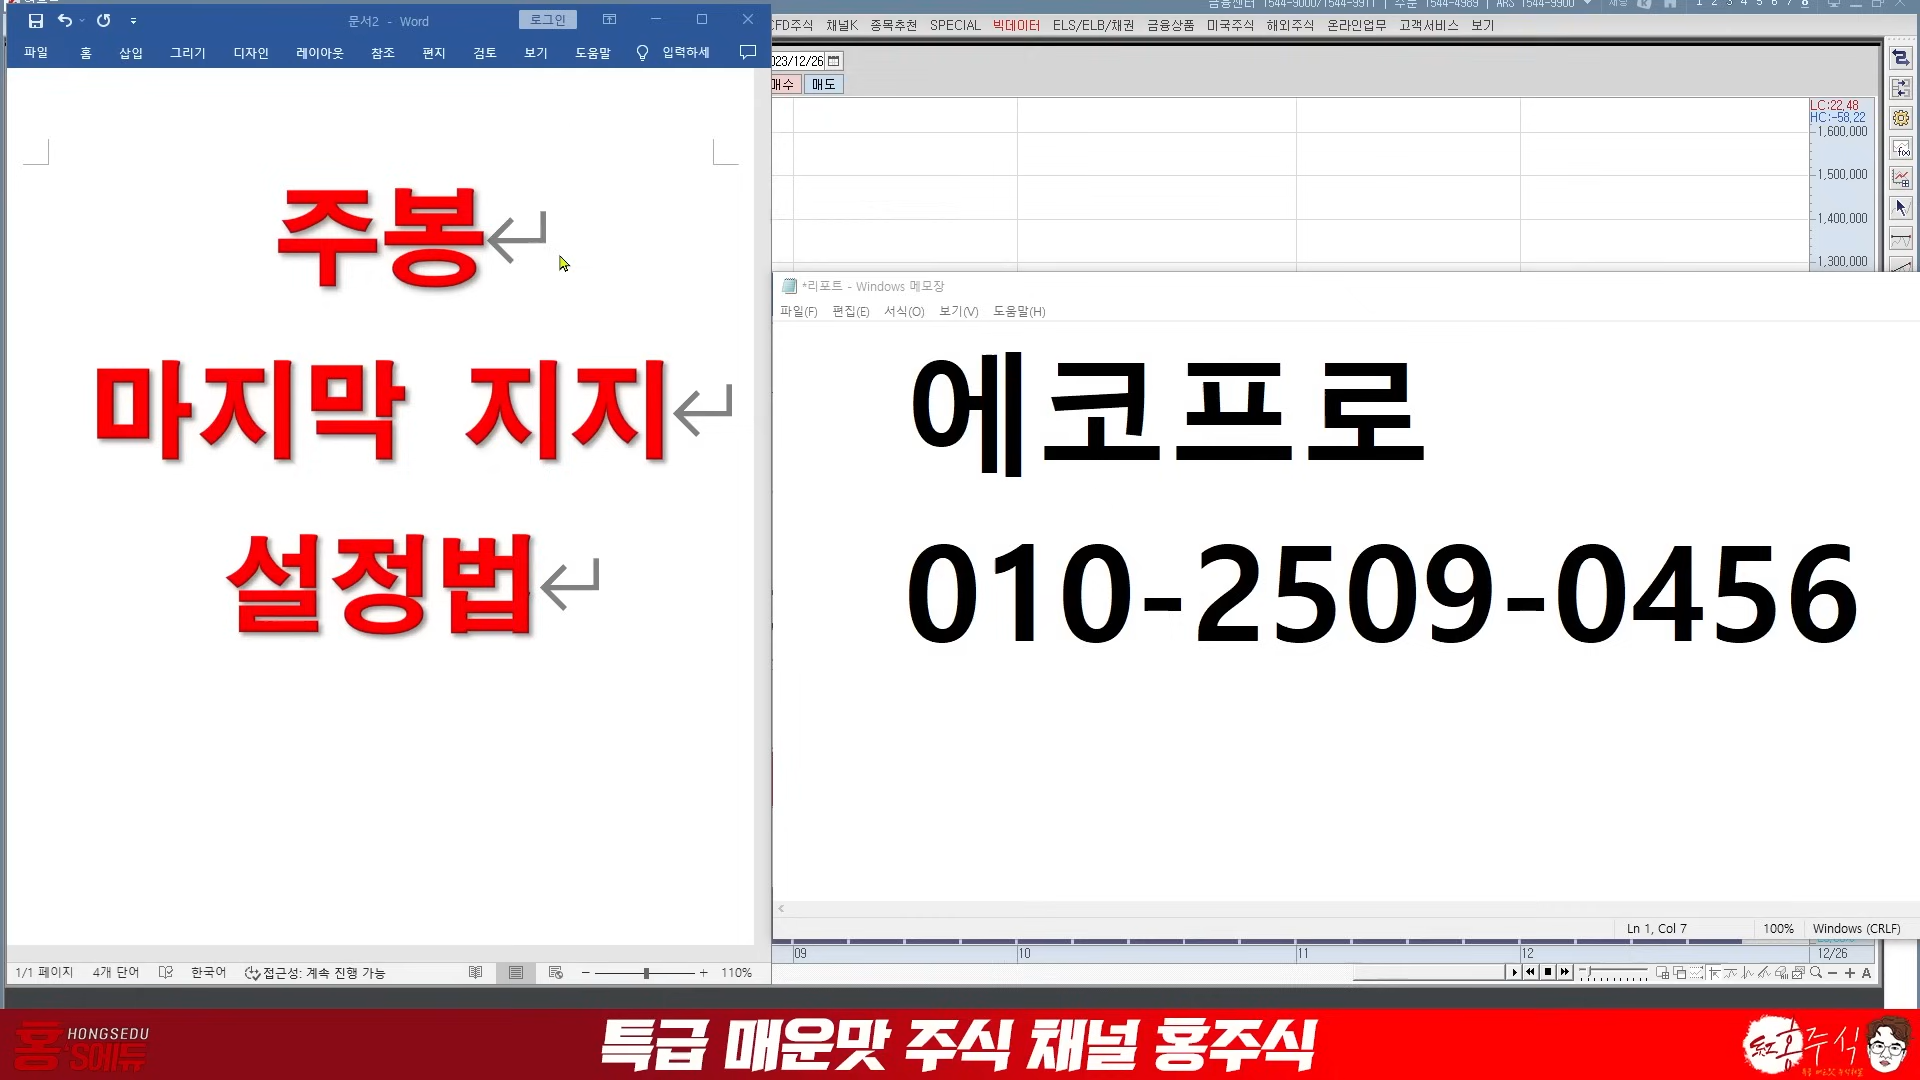 문서2 - Word
로그인
파일 홈 삽입 그리기 디자인 레이아웃 참조 편지 검토 보기 도움말 입력하세
주봉
마지막 지지
설정법
1/1 페이지 4개 단어 한국어 접근성: 계속 진행 가능 110%
CFD주식 채널K 종목추천 SPECIAL 빅데이터 ELS/ELB/채권 금융상품 미국주식 해외주식 온라인업무 고객서비스 보기
023/12/26
매수 매도
LC:22,48
HC:-58,22
1,600,000
1,500,000
1,400,000
1,300,000
*리포트 - Windows 메모장
파일(F) 편집(E) 서식(O) 보기(V) 도움말(H)
에코프로
010-2509-0456
Ln 1, Col 7 100% Windows (CRLF)
09 10 11 12 12/26
홍 HONGSEDU
'S에듀
특급 매운맛 주식 채널 홍주식